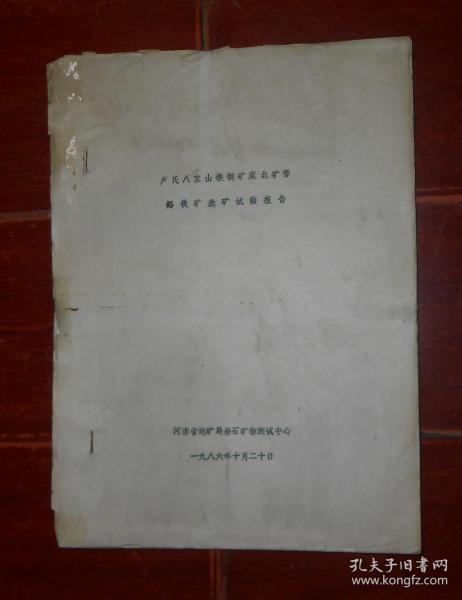 卢氏八宝山铁铜矿床北矿带
褐铁矿选矿试验报告
河南省地矿局岩石矿物测试中心
一九八六年十月二十日
孔夫子旧书网
www.kongfz.com